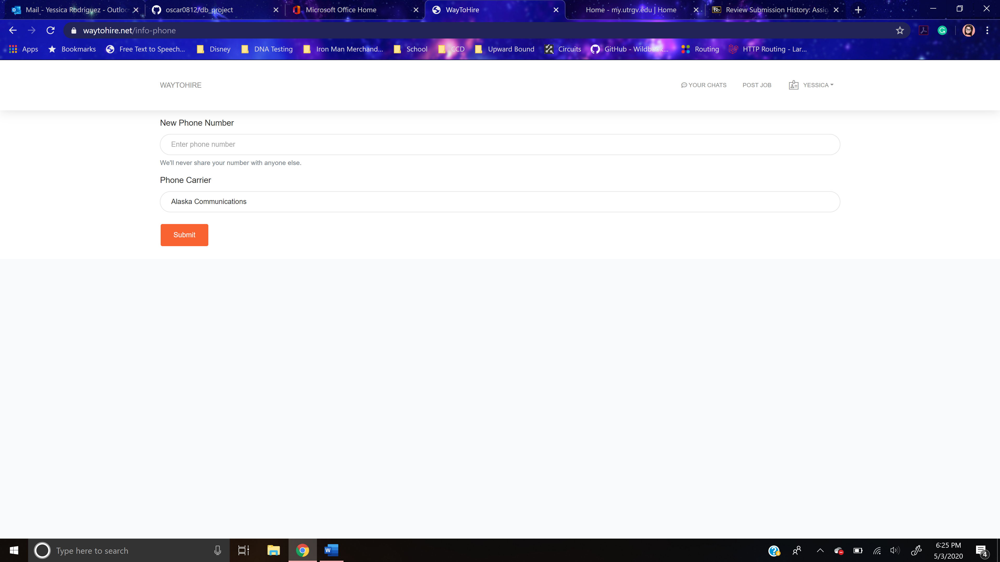 Mail - Yessica Rodriguez - Outloo
oscar0812/db_project
Microsoft Office Home
WayToHire
Home - my.utrgv.edu | Home
Review Submission History: Assig
waytohire.net/info-phone
Apps
Bookmarks
Free Text to Speech...
Disney
DNA Testing
Iron Man Merchand...
School
CCD
Upward Bound
Circuits
GitHub - Wildbook...
Routing
HTTP Routing - Lar...
WAYTOHIRE
YOUR CHATS
POST JOB
YESSICA
New Phone Number
Enter phone number
We'll never share your number with anyone else.
Phone Carrier
Alaska Communications
Submit
Type here to search
6:25 PM
5/3/2020
4